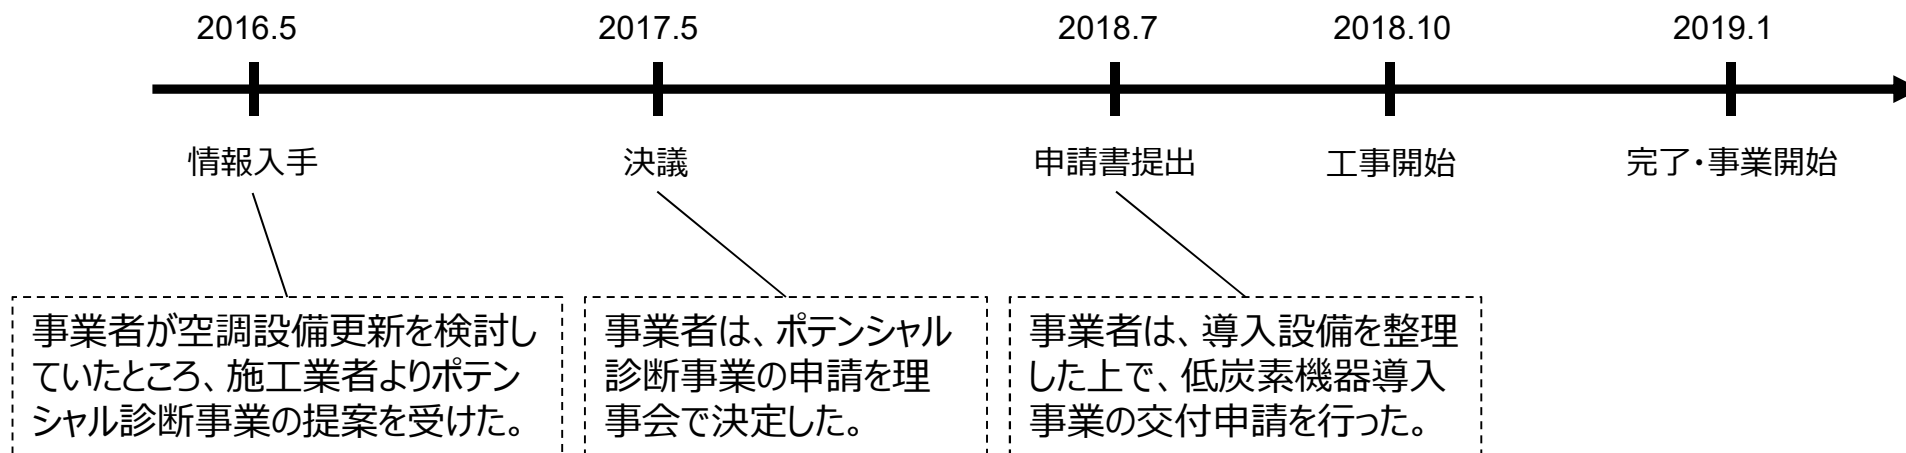 2016.5
2017.5
2018.7
2018.10
2019.1
情報入手
決議
申請書提出
工事開始
完了・事業開始
事業者が空調設備更新を検討し
ていたところ、施工業者よりポテン
シャル診断事業の提案を受けた。
事業者は、ポテンシャル
診断事業の申請を理
事会で決定した。
事業者は、導入設備を整理
した上で、低炭素機器導入
事業の交付申請を行った。